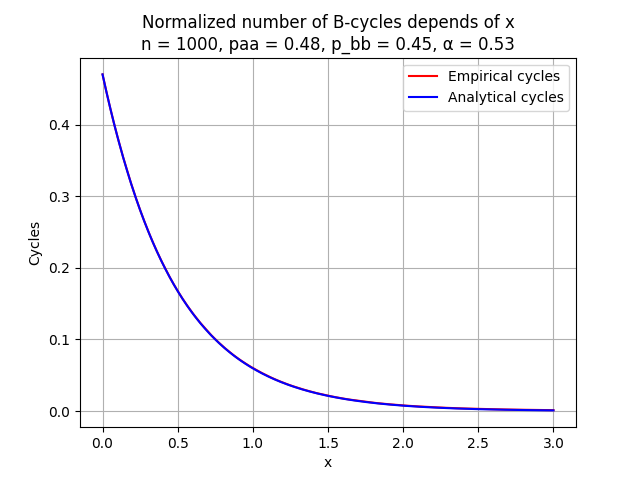 Normalized number of B-cycles depends of x
n = 1000, paa = 0.48, p_bb = 0.45, α = 0.53
Empirical cycles
Analytical cycles
Cycles
0.4
0.3
0.2
0.1
0.0
0.0 0.5 1.0 1.5 2.0 2.5 3.0
x